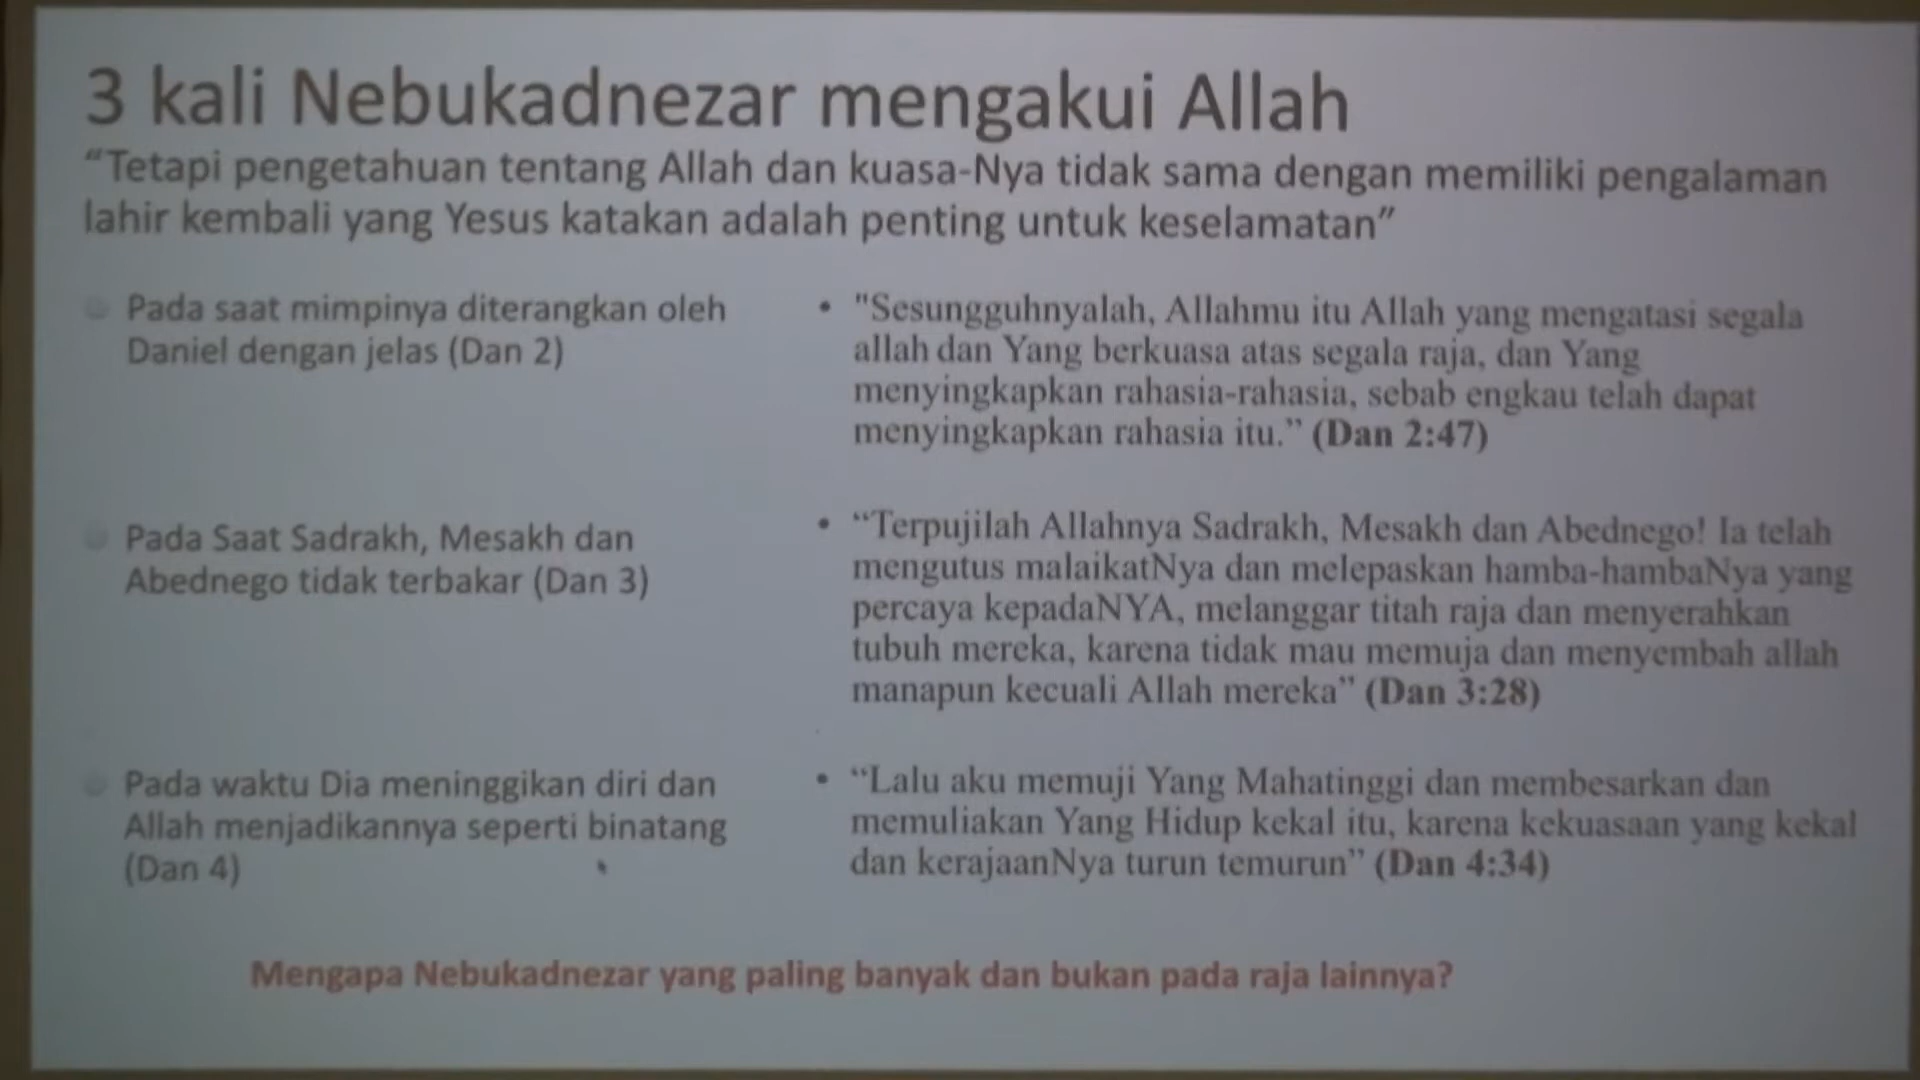 3 kali Nebukadnezar mengakui Allah
“Tetapi pengetahuan tentang Allah dan kuasa-Nya tidak sama dengan memiliki pengalaman
lahir kembali yang Yesus katakan adalah penting untuk keselamatan”
Pada saat mimpinya diterangkan oleh
Daniel dengan jelas (Dan 2)
• "Sesungguhnyalah, Allahmu itu Allah yang mengatasi segala
allah dan Yang berkuasa atas segala raja, dan Yang
menyingkapkan rahasia-rahasia, sebab engkau telah dapat
menyingkapkan rahasia itu.” (Dan 2:47)
Pada Saat Sadrakh, Mesakh dan
Abednego tidak terbakar (Dan 3)
• “Terpujilah Allahnya Sadrakh, Mesakh dan Abednego! Ia telah
mengutus malaikatNya dan melepaskan hamba-hambaNya yang
percaya kepadaNYA, melanggar titah raja dan menyerahkan
tubuh mereka, karena tidak mau memuja dan menyembah allah
manapun kecuali Allah mereka” (Dan 3:28)
Pada waktu Dia meninggikan diri dan
Allah menjadikannya seperti binatang
(Dan 4)
• “Lalu aku memuji Yang Mahatinggi dan membesarkan dan
memuliakan Yang Hidup kekal itu, karena kekuasaan yang kekal
dan kerajaanNya turun temurun” (Dan 4:34)
Mengapa Nebukadnezar yang paling banyak dan bukan pada raja lainnya?